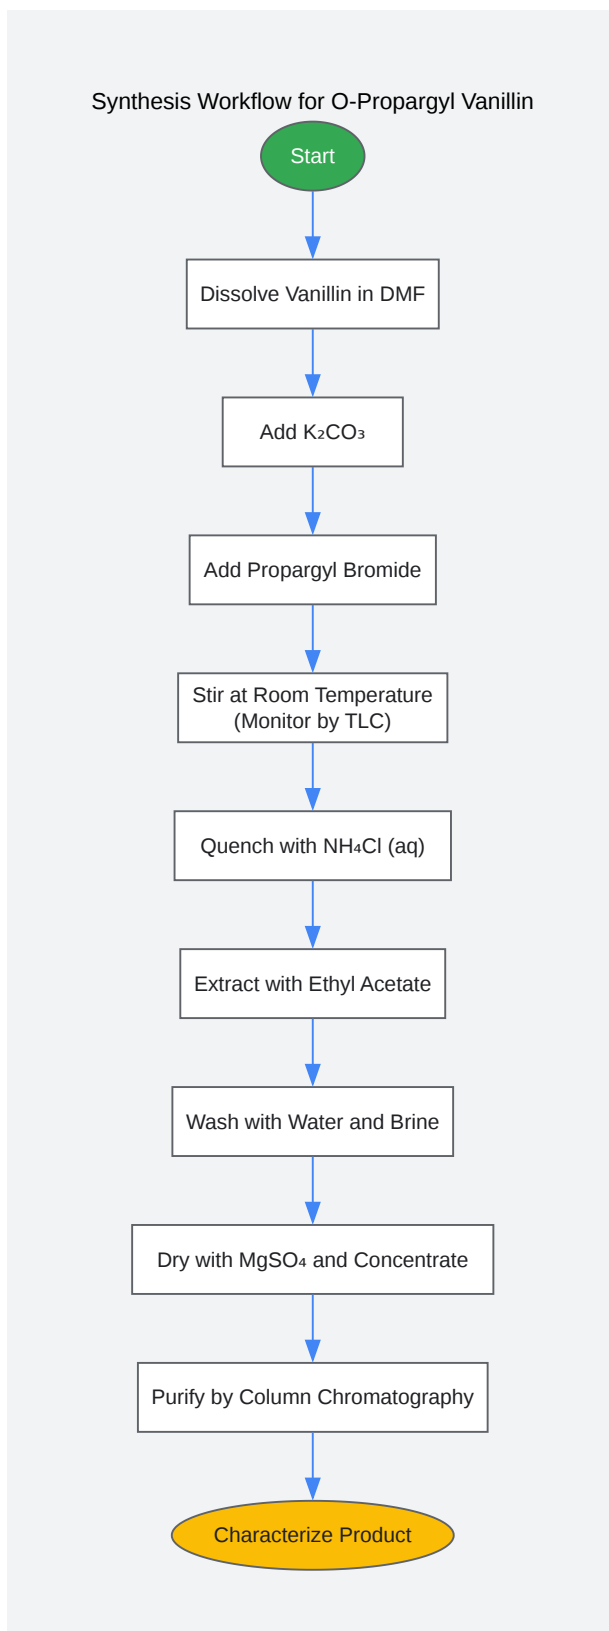 Synthesis Workflow for O-Propargyl Vanillin
Start
Dissolve Vanillin in DMF
Add K₂CO₃
Add Propargyl Bromide
Stir at Room Temperature
(Monitor by TLC)
Quench with NH₄Cl (aq)
Extract with Ethyl Acetate
Wash with Water and Brine
Dry with MgSO₄ and Concentrate
Purify by Column Chromatography
Characterize Product